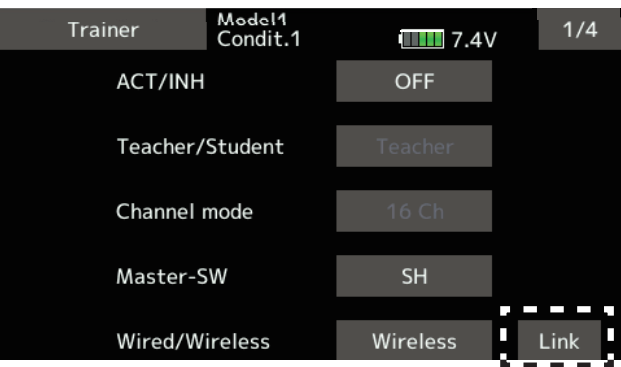 Trainer Model1 1/4
Condit.1 7.4V
ACT/INH OFF
Teacher/Student Teacher
Channel mode 16 Ch
Master-SW SH
Wired/Wireless Wireless Link